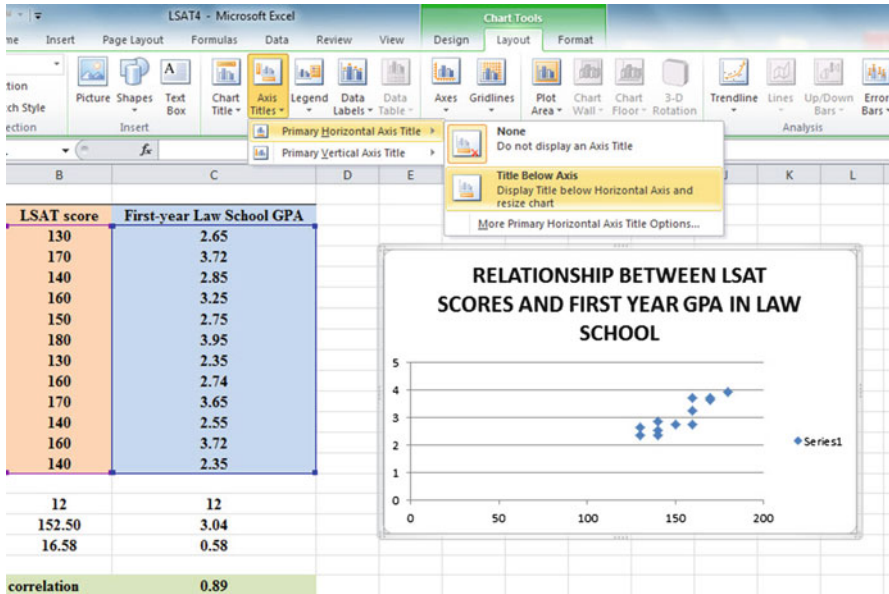 LSAT4 - Microsoft Excel
Chart Tools
Insert Page Layout Formulas Data Review View Design Layout Format
Picture Shapes Text Box Chart Title Axis Titles Legend Data Labels Data Table Axes Gridlines Plot Area Chart Wall Chart Floor 3-D Rotation Trendline Lines Up/Down Bars Error Bars
Insert Analysis
Primary Horizontal Axis Title
Primary Vertical Axis Title
None
Do not display an Axis Title
Title Below Axis
Display Title below Horizontal Axis and
resize chart
More Primary Horizontal Axis Title Options...
fx
B C D E J K L
LSAT score First-year Law School GPA
130 2.65
170 3.72
140 2.85
160 3.25
150 2.75
180 3.95
130 2.35
160 2.74
170 3.65
140 2.55
160 3.72
140 2.35
12 12
152.50 3.04
16.58 0.58
correlation 0.89
RELATIONSHIP BETWEEN LSAT
SCORES AND FIRST YEAR GPA IN LAW
SCHOOL
5
4
3
2
1
0
0 50 100 150 200
Series1